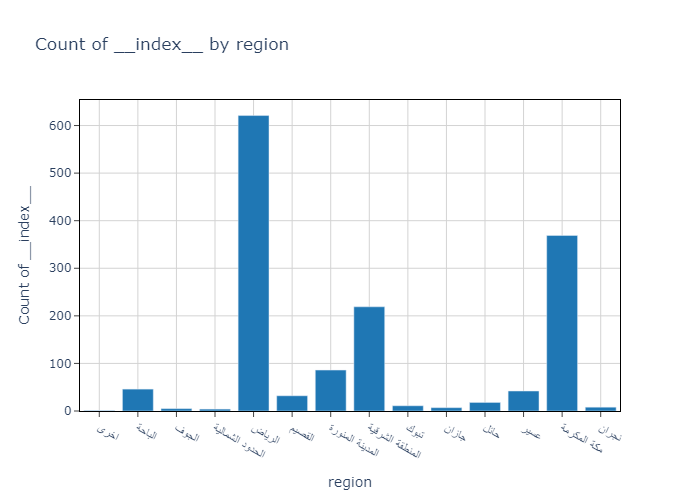 Count of __index__ by region
Count of __index__
600
500
400
300
200
100
0
اخرى
الباحة
الجوف
الحدود الشمالية
الرياض
القصيم
المدينة المنورة
المنطقة الشرقية
تبوك
جازان
حائل
عسير
مكة المكرمة
نجران
region